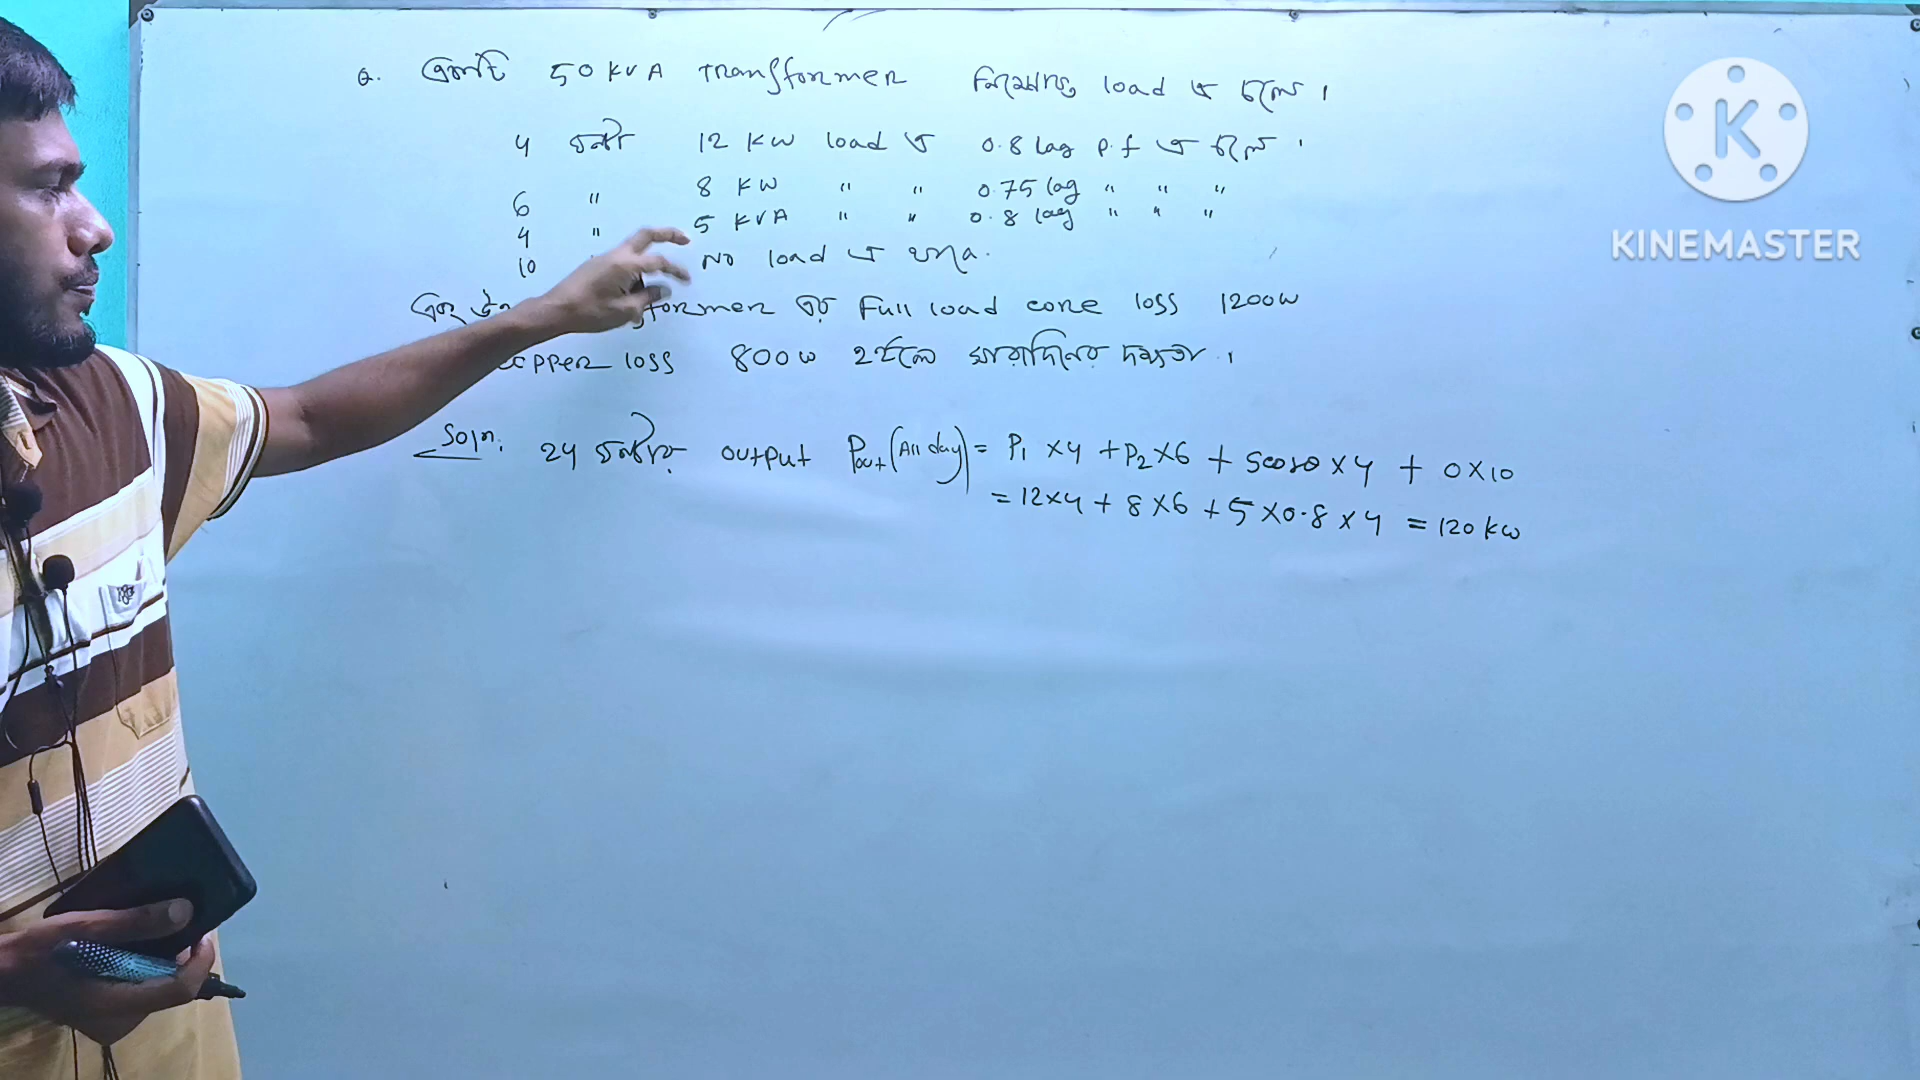 Q. একটি 50 KVA Transformer নিম্নোক্ত load এ চলে।
4 ঘন্টা 12 KW load এ 0.8 lag p.f এ চলে।
6 " 8 KW " " 0.75 lag " " "
4 " 5 KVA " " 0.8 lag " " "
10 " No load এ
formen এর Full load core loss 1200w
copper loss 800w হইলে সারাদিনের দক্ষতা।
Soln. 24 ঘন্টায় output Pout (All day) = P1 x4 + P2x6 + 5cosθ x 4 + 0x10
= 12x4 + 8x6 + 5x0.8x4 = 120 kw
KINEMASTER